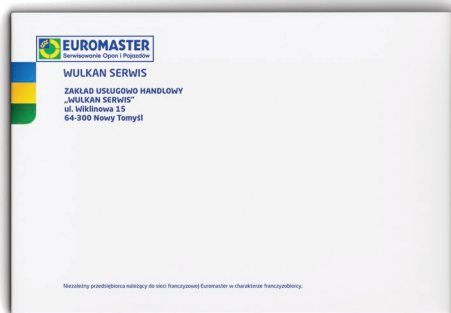 EUROMASTER
Serwisowanie Opon i Pojazdów
WULKAN SERWIS
ZAKŁAD USŁUGOWO HANDLOWY
„WULKAN SERWIS"
ul. Wiklinowa 15
64-300 Nowy Tomyśl
Niezależny przedsiębiorca należący do sieci franczyzowej Euromaster w charakterze franczyzobiorcy.